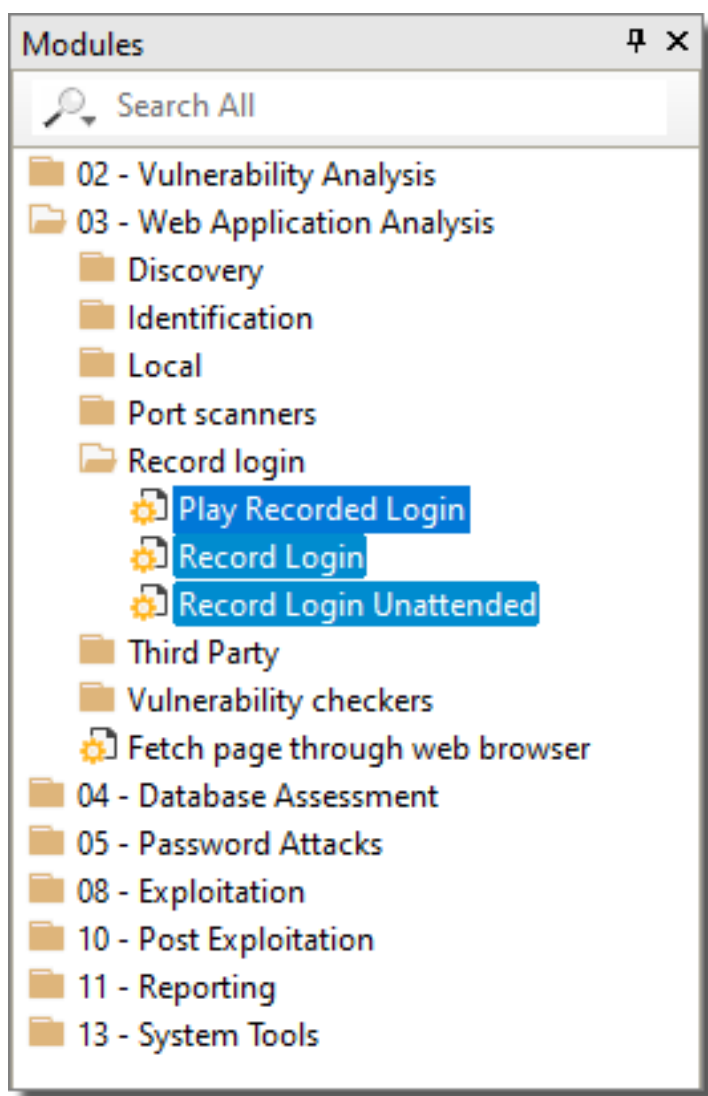 Modules
Search All
02 - Vulnerability Analysis
03 - Web Application Analysis
Discovery
Identification
Local
Port scanners
Record login
Play Recorded Login
Record Login
Record Login Unattended
Third Party
Vulnerability checkers
Fetch page through web browser
04 - Database Assessment
05 - Password Attacks
08 - Exploitation
10 - Post Exploitation
11 - Reporting
13 - System Tools